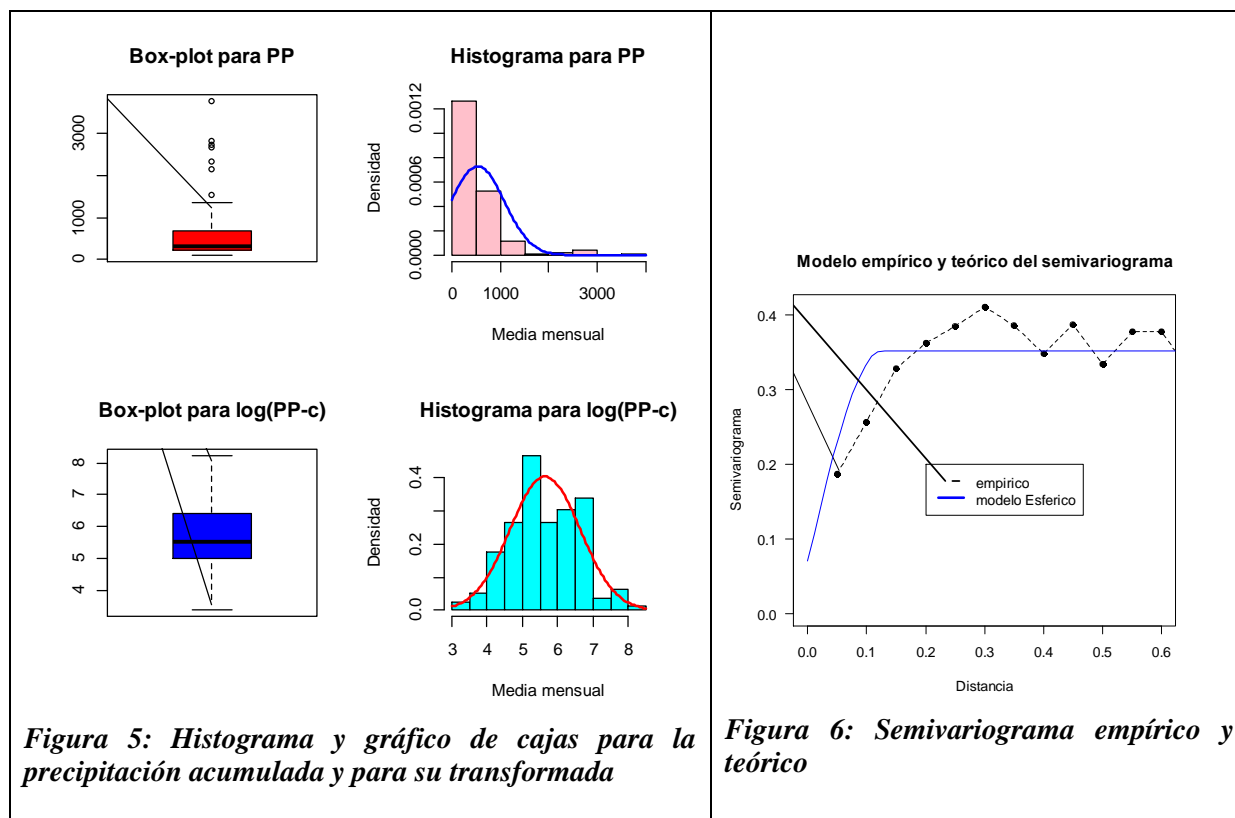 Box-plot para PP
3000
1000
0
Histograma para PP
Densidad
0.0012
0.0006
0.0000
0 1000 3000
Media mensual
Box-plot para log(PP-c)
8
7
6
5
4
Histograma para log(PP-c)
Densidad
0.4
0.2
0.0
3 4 5 6 7 8
Media mensual
Figura 5: Histograma y gráfico de cajas para la
precipitación acumulada y para su transformada
Modelo empírico y teórico del semivariograma
Semivariograma
0.4
0.3
0.2
0.1
0.0
empirico
modelo Esferico
0.0 0.1 0.2 0.3 0.4 0.5 0.6
Distancia
Figura 6: Semivariograma empírico y
teórico